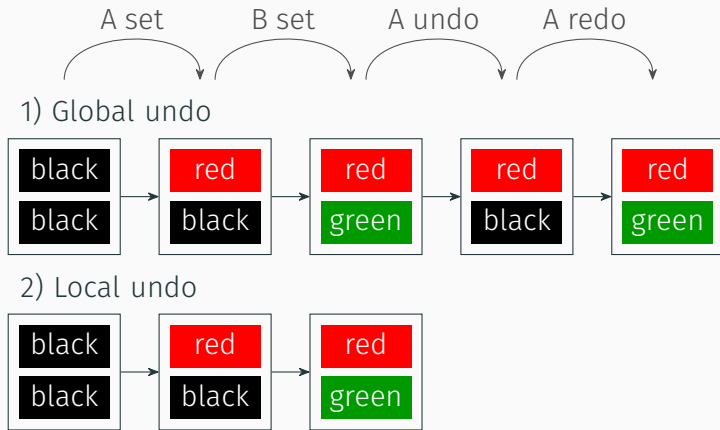 A set B set A undo A redo
1) Global undo
black red red red red
black black green black green
2) Local undo
black red red
black black green